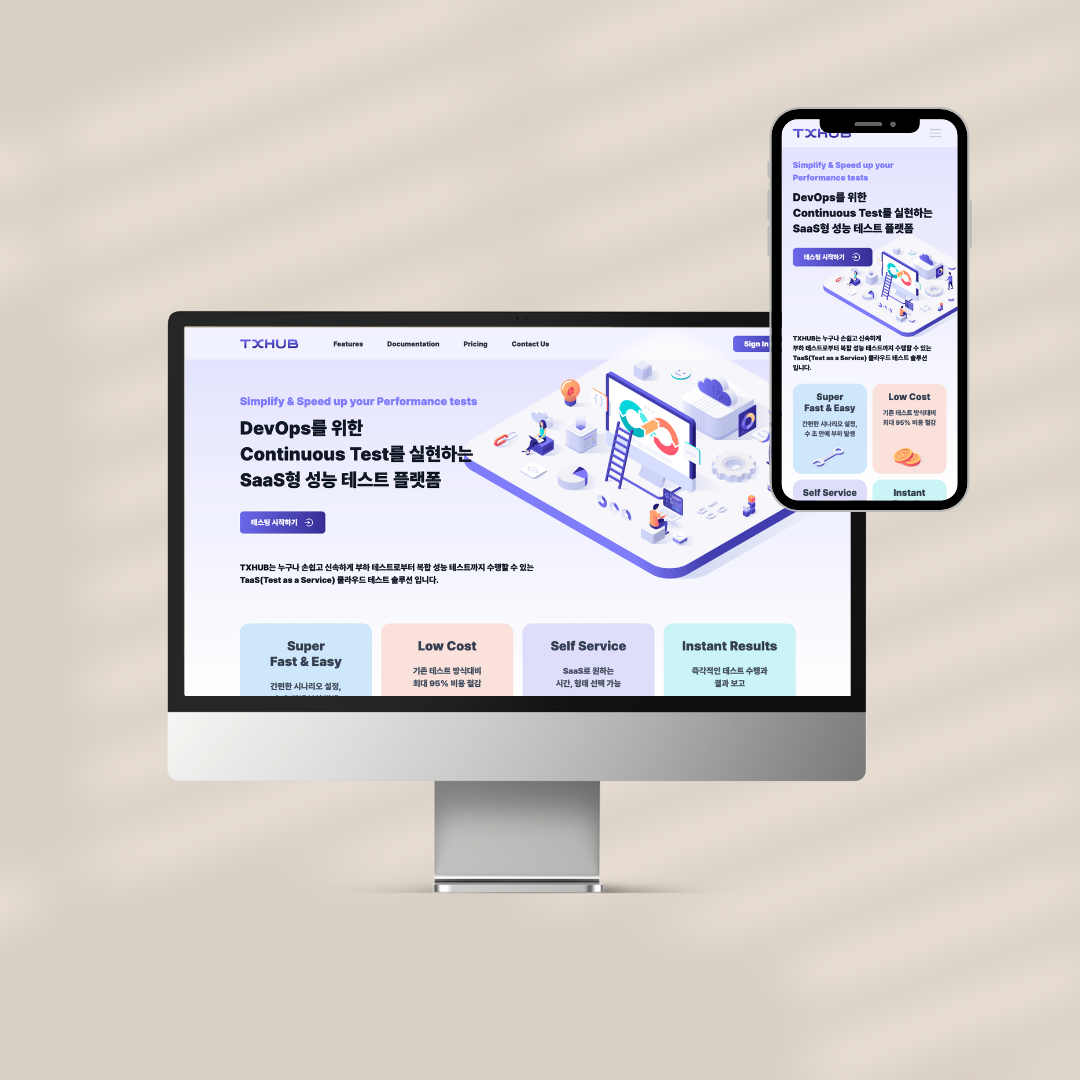 TXHUB
Features
Documentation
Pricing
Contact Us
Sign In
Simplify & Speed up your Performance tests
DevOps를 위한
Continuous Test를 실현하는
SaaS형 성능 테스트 플랫폼
테스팅 시작하기
TXHUB는 누구나 손쉽고 신속하게 부하 테스트로부터 복합 성능 테스트까지 수행할 수 있는
TaaS(Test as a Service) 클라우드 테스트 솔루션 입니다.
Super
Fast & Easy
간편한 시나리오 설정,
Low Cost
기존 테스트 방식대비
최대 95% 비용 절감
Self Service
SaaS로 원하는
시간, 형태 선택 가능
Instant Results
즉각적인 테스트 수행과
결과 보고
TXHUB
Simplify & Speed up your
Performance tests
DevOps를 위한
Continuous Test를 실현하는
SaaS형 성능 테스트 플랫폼
테스팅 시작하기
TXHUB는 누구나 손쉽고 신속하게
부하 테스트로부터 복합 성능 테스트까지 수행할 수 있는
TaaS(Test as a Service) 클라우드 테스트 솔루션
입니다.
Super
Fast & Easy
간편한 시나리오 설정,
수 초 만에 부하 발생
Low Cost
기존 테스트 방식대비
최대 95% 비용 절감
Self Service
Instant